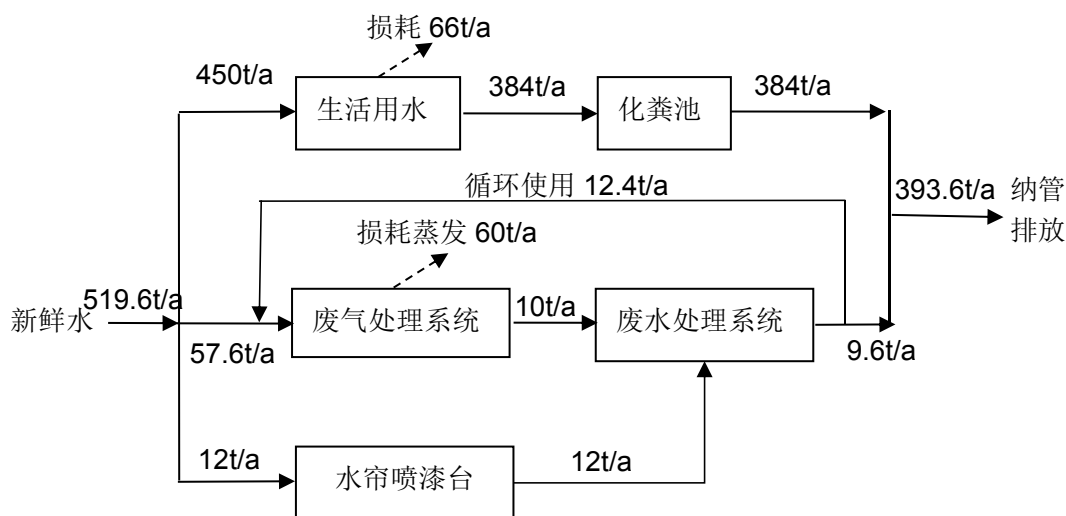 损耗 66t/a
450t/a
生活用水
384t/a
化粪池
384t/a
循环使用 12.4t/a
393.6t/a 纳管
排放
损耗蒸发 60t/a
新鲜水
519.6t/a
57.6t/a
废气处理系统
10t/a
废水处理系统
9.6t/a
12t/a
水帘喷漆台
12t/a